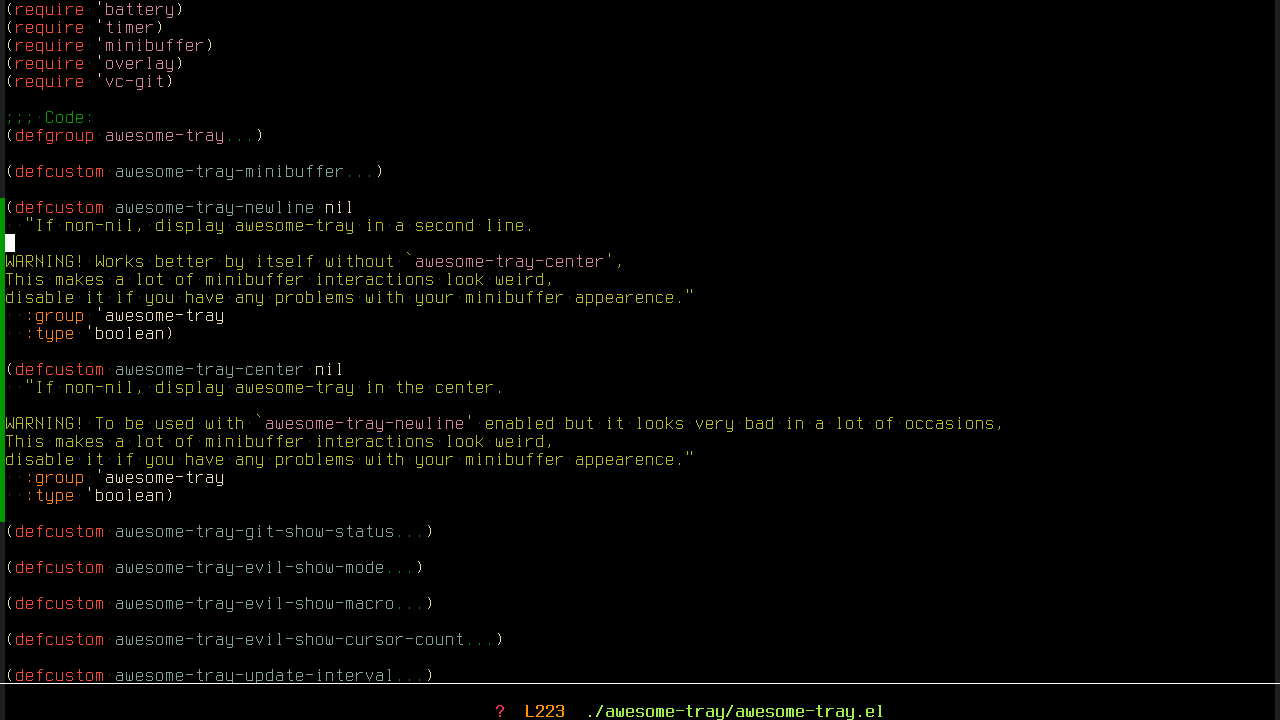 (require 'battery)
(require 'timer)
(require 'minibuffer)
(require 'overlay)
(require 'vc-git)
;;; Code:
(defgroup awesome-tray...)
(defcustom awesome-tray-minibuffer...)
(defcustom awesome-tray-newline nil
  "If non-nil, display awesome-tray in a second line.
WARNING! Works better by itself without `awesome-tray-center',
This makes a lot of minibuffer interactions look weird,
disable it if you have any problems with your minibuffer appearence."
  :group 'awesome-tray
  :type 'boolean)
(defcustom awesome-tray-center nil
  "If non-nil, display awesome-tray in the center.
WARNING! To be used with `awesome-tray-newline' enabled but it looks very bad in a lot of occasions,
This makes a lot of minibuffer interactions look weird,
disable it if you have any problems with your minibuffer appearence."
  :group 'awesome-tray
  :type 'boolean)
(defcustom awesome-tray-git-show-status...)
(defcustom awesome-tray-evil-show-mode...)
(defcustom awesome-tray-evil-show-macro...)
(defcustom awesome-tray-evil-show-cursor-count...)
(defcustom awesome-tray-update-interval...)
? L223 ./awesome-tray/awesome-tray.el